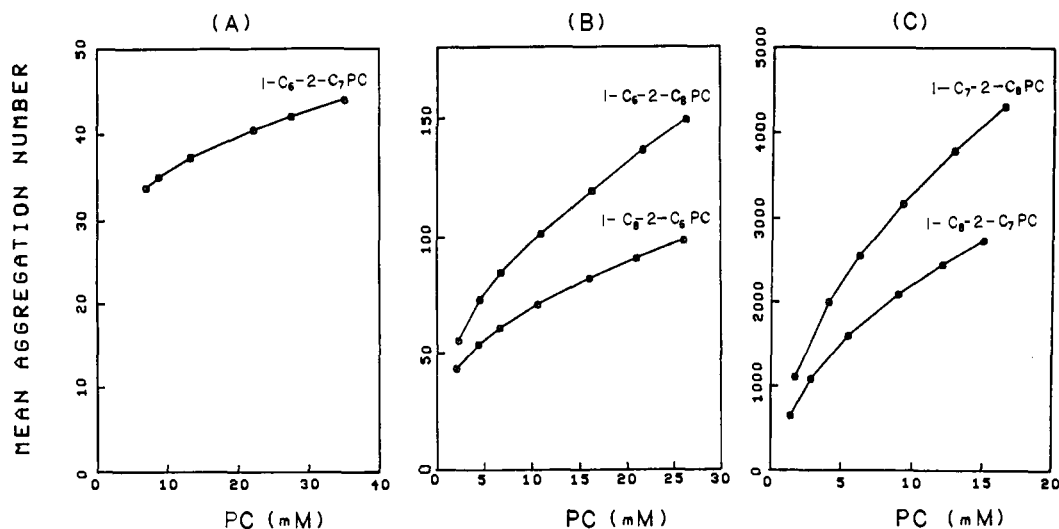 (A)
(B)
(C)
MEAN AGGREGATION NUMBER
50
40
30
20
10
0
1-C₆-2-C₇PC
0
10
20
30
40
PC (mM)
150
100
50
0
1-C₆-2-C₈PC
1-C₈-2-C₆PC
0
5
10
15
20
25
30
PC (mM)
5000
4000
3000
2000
1000
0
1-C₇-2-C₈PC
1-C₈-2-C₇PC
0
5
10
15
20
PC (mM)